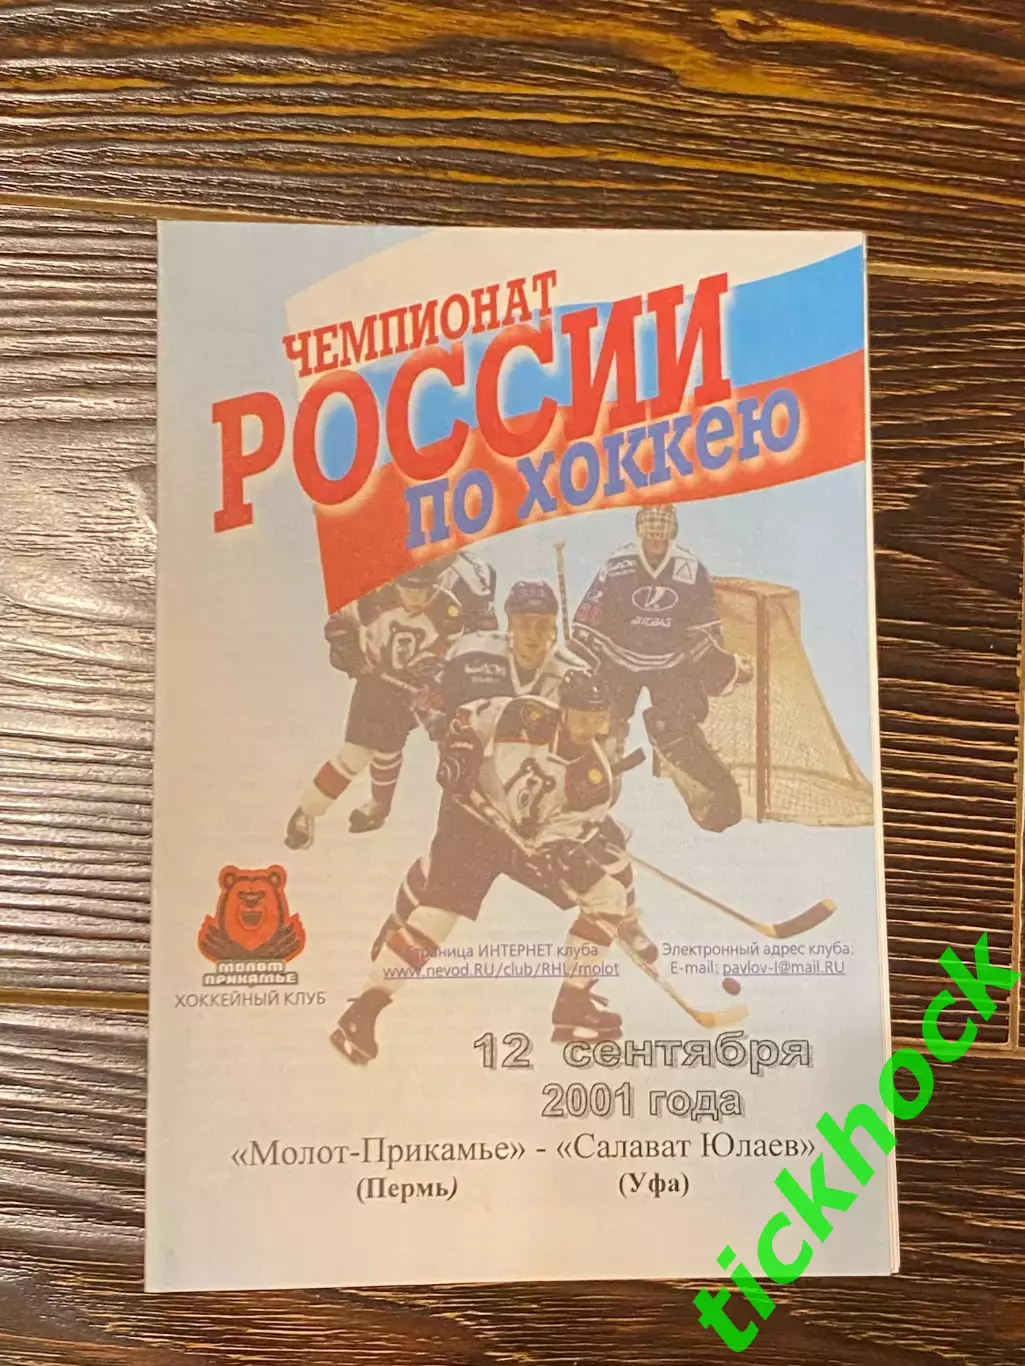 ЧЕМПИОНАТ
РОССИИ
ПО ХОККЕЮ
АВТОВАЗ
МОЛОТ
ПРИКАМЬЕ
ХОККЕЙНЫЙ КЛУБ
Страница ИНТЕРНЕТ клуба
www.nevod.RU/club/RHL/molot
Электронный адрес клуба:
E-mail: pavlov-l@mail.RU
12 сентября
2001 года
«Молот-Прикамье» - «Салават Юлаев»
(Пермь) (Уфа)
tickhock